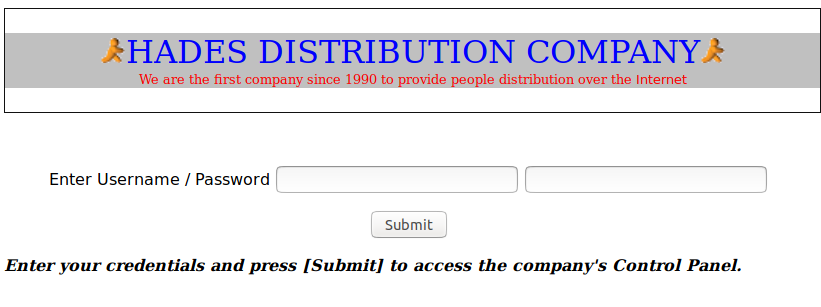 HADES DISTRIBUTION COMPANY
We are the first company since 1990 to provide people distribution over the Internet
Enter Username / Password
Submit
Enter your credentials and press [Submit] to access the company's Control Panel.